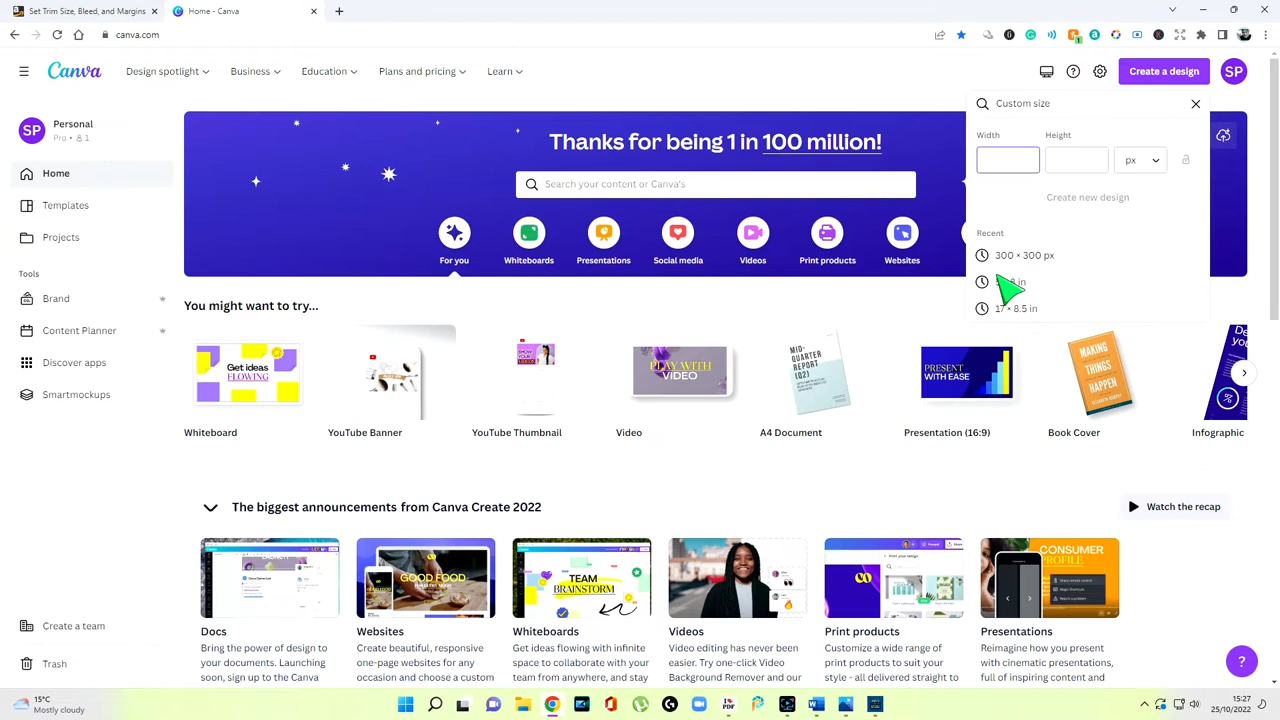 Set Trim Size, Bleed, and Margins
Home - Canva
canva.com
Canva
Design spotlight
Business
Education
Plans and pricing
Learn
Create a design
SP
SP
Personal
Pro • 1
Home
Templates
Projects
Tools
Brand
Content Planner
Discover apps
Smartmockups
Create a team
Trash
Thanks for being 1 in 100 million!
Search your content or Canva's
For you
Whiteboards
Presentations
Social media
Videos
Print products
Websites
Custom size
Width
Height
px
Create new design
Recent
300 × 300 px
in
17 × 8.5 in
You might want to try...
Get ideas
FLOWING
PLAY WITH
VIDEO
MID-
QUARTER
REPORT
(Q2)
PRESENT
WITH EASE
MAKING
THINGS
HAPPEN
Whiteboard
YouTube Banner
YouTube Thumbnail
Video
A4 Document
Presentation (16:9)
Book Cover
Infographic
The biggest announcements from Canva Create 2022
Watch the recap
GOOD FOOD
TEAM
BRAINSTORM
CONSUMER
PROFILE
Docs
Bring the power of design to
your documents. Launching
soon, sign up to the Canva
Websites
Create beautiful, responsive
one-page websites for any
occasion and choose a custom
Whiteboards
Get ideas flowing with infinite
space to collaborate with your
team from anywhere, and stay
Videos
Video editing has never been
easier. Try one-click Video
Background Remover and our
Print products
Customize a wide range of
print products to suit your
style - all delivered straight to
Presentations
Reimagine how you present
with cinematic presentations,
full of inspiring content and
?
15°C
Mostly cloudy
15:27
25/10/2022